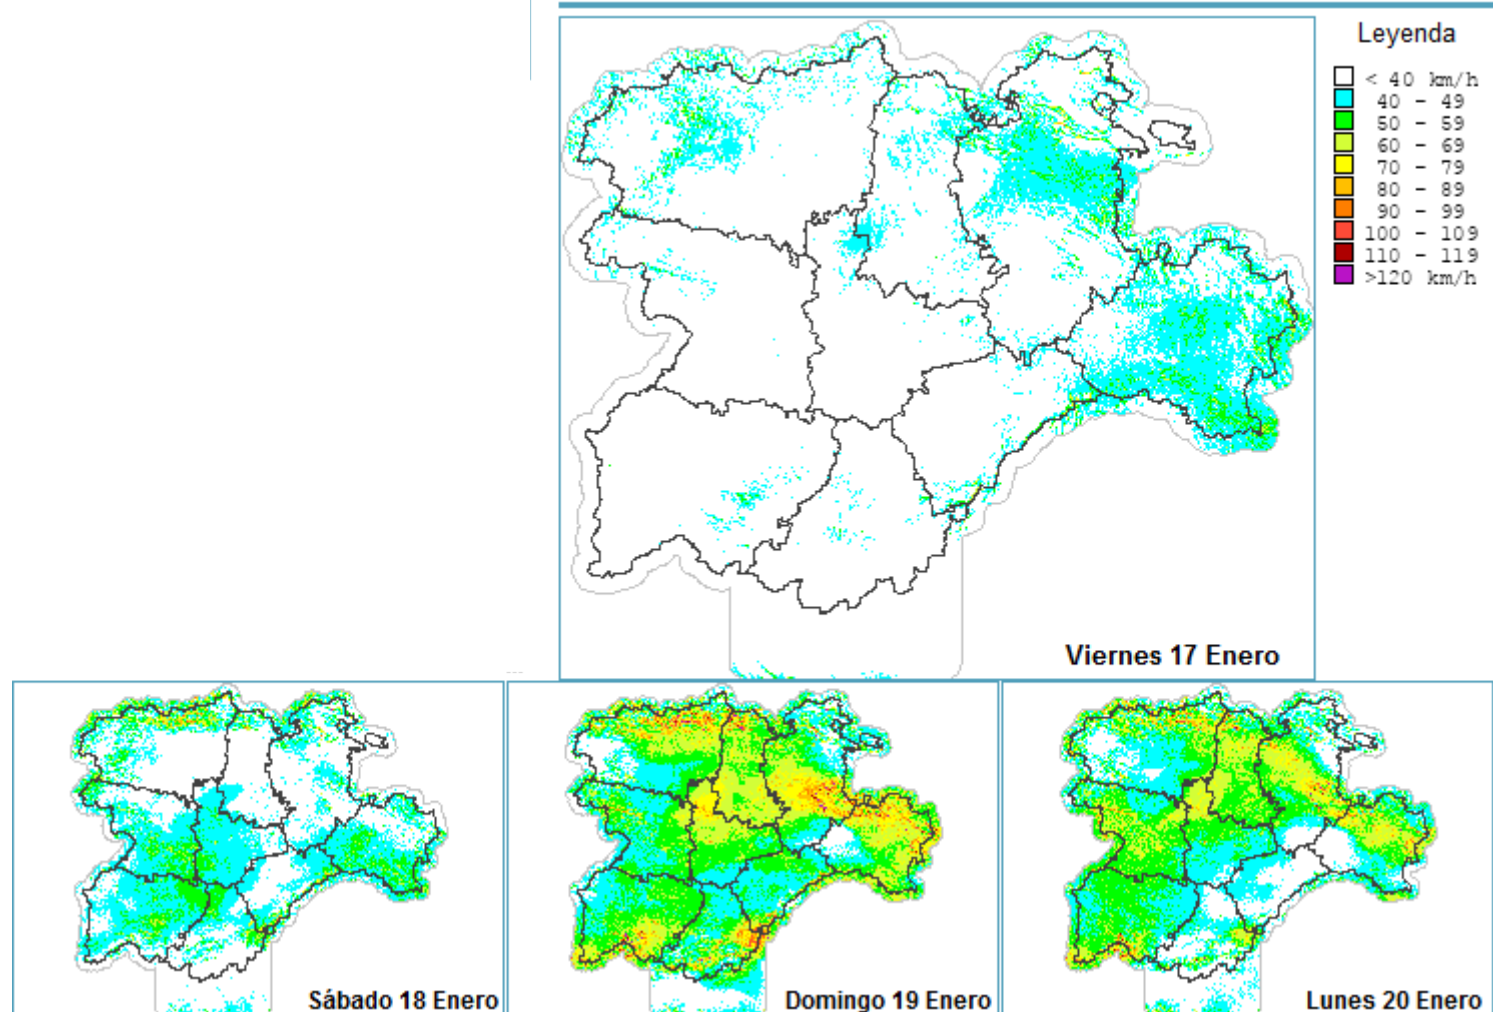 Leyenda
< 40 km/h
40 - 49
50 - 59
60 - 69
70 - 79
80 - 89
90 - 99
100 - 109
110 - 119
>120 km/h
Viernes 17 Enero
Sábado 18 Enero
Domingo 19 Enero
Lunes 20 Enero